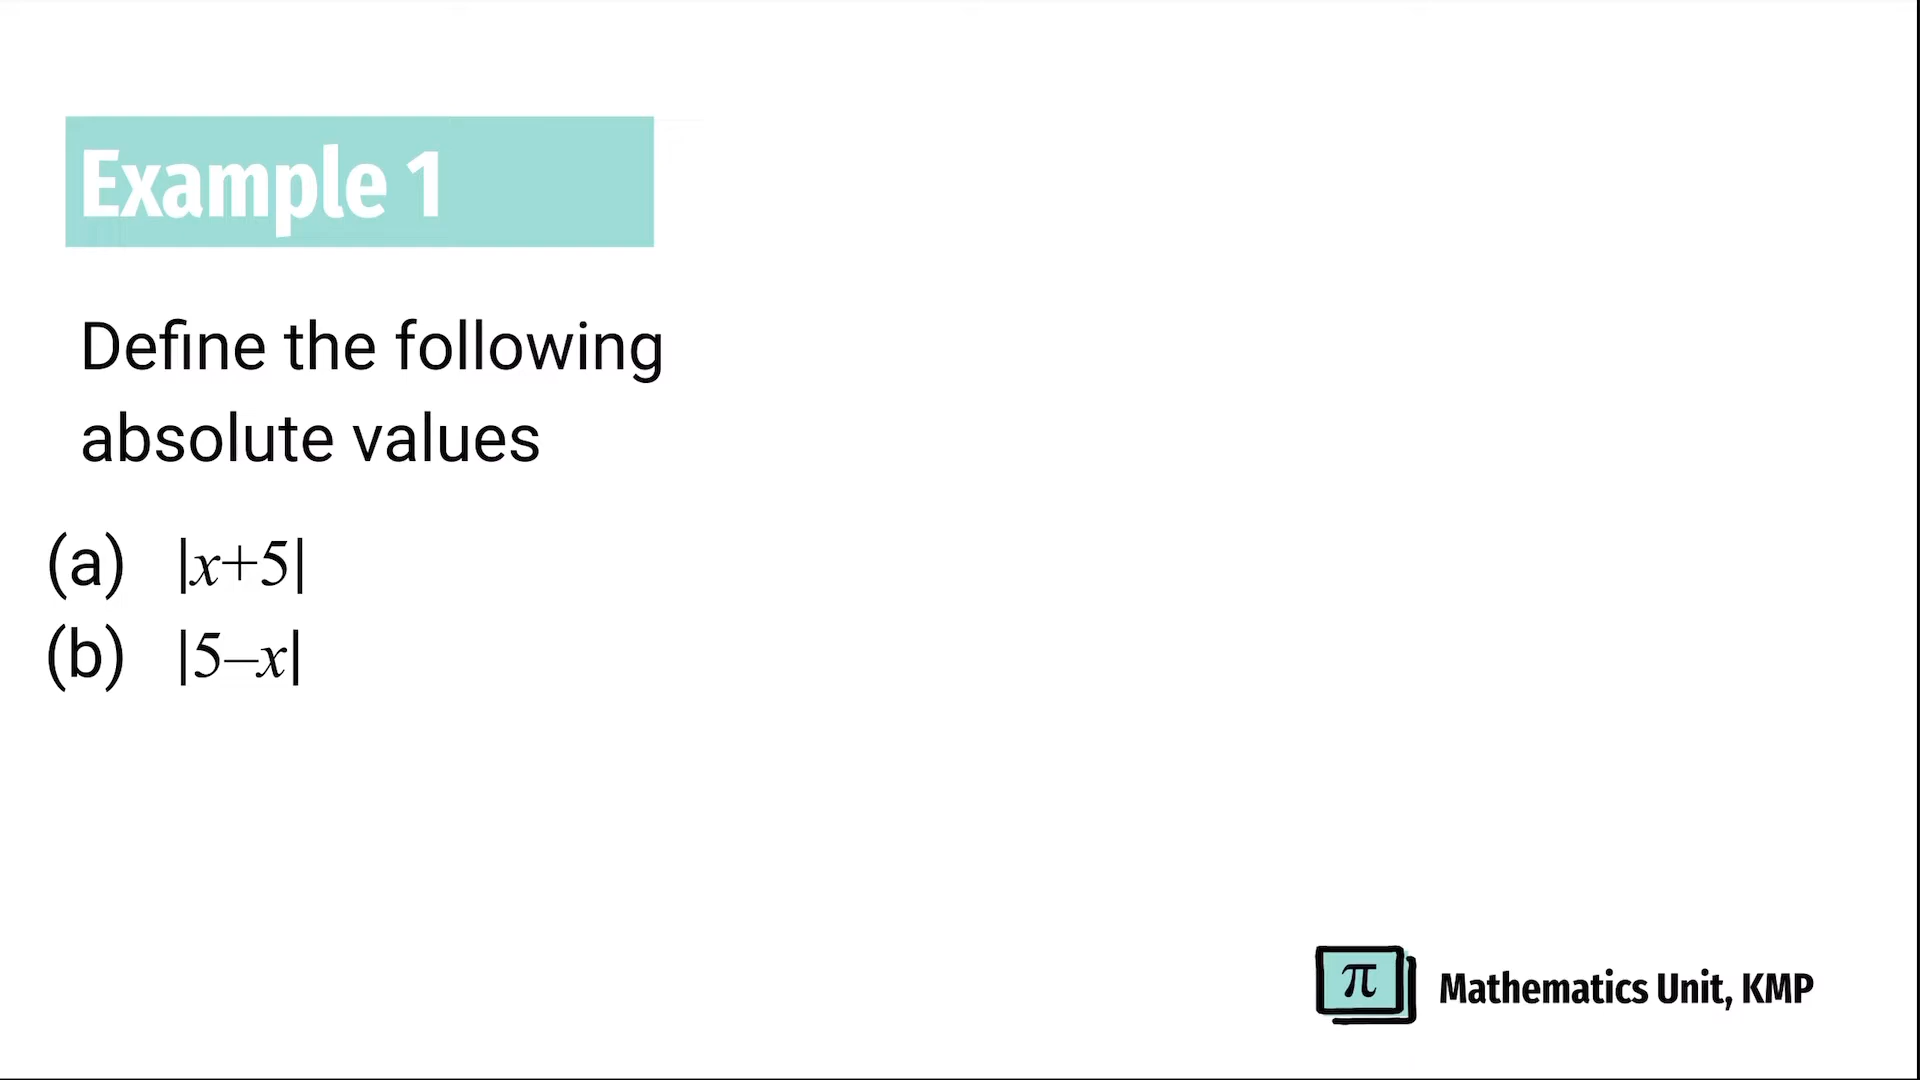 Example 1
Define the following
absolute values
(a) |x+5|
(b) |5–x|
π
Mathematics Unit, KMP